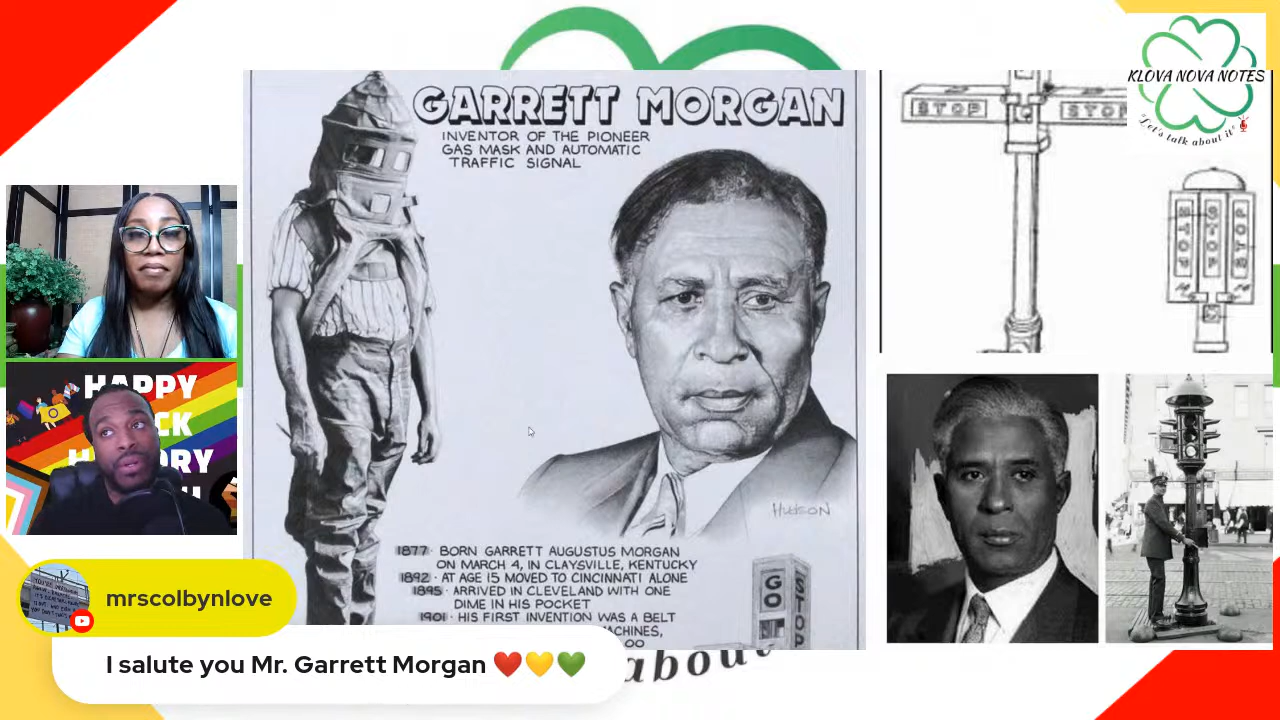 GARRETT MORGAN
INVENTOR OF THE PIONEER
GAS MASK AND AUTOMATIC
TRAFFIC SIGNAL
HUDSON
1877 · BORN GARRETT AUGUSTUS MORGAN
ON MARCH 4, IN CLAYSVILLE, KENTUCKY
1892 · AT AGE 15 MOVED TO CINCINNATI ALONE
1895 · ARRIVED IN CLEVELAND WITH ONE
DIME IN HIS POCKET
1901 · HIS FIRST INVENTION WAS A BELT
GO
STOP
STOP
STOP
STOP
STOP
STOP
KLOVA NOVA NOTES
"Let's talk about it"
HAPPY
mrscolbynlove
I salute you Mr. Garrett Morgan ❤️💛💚
about